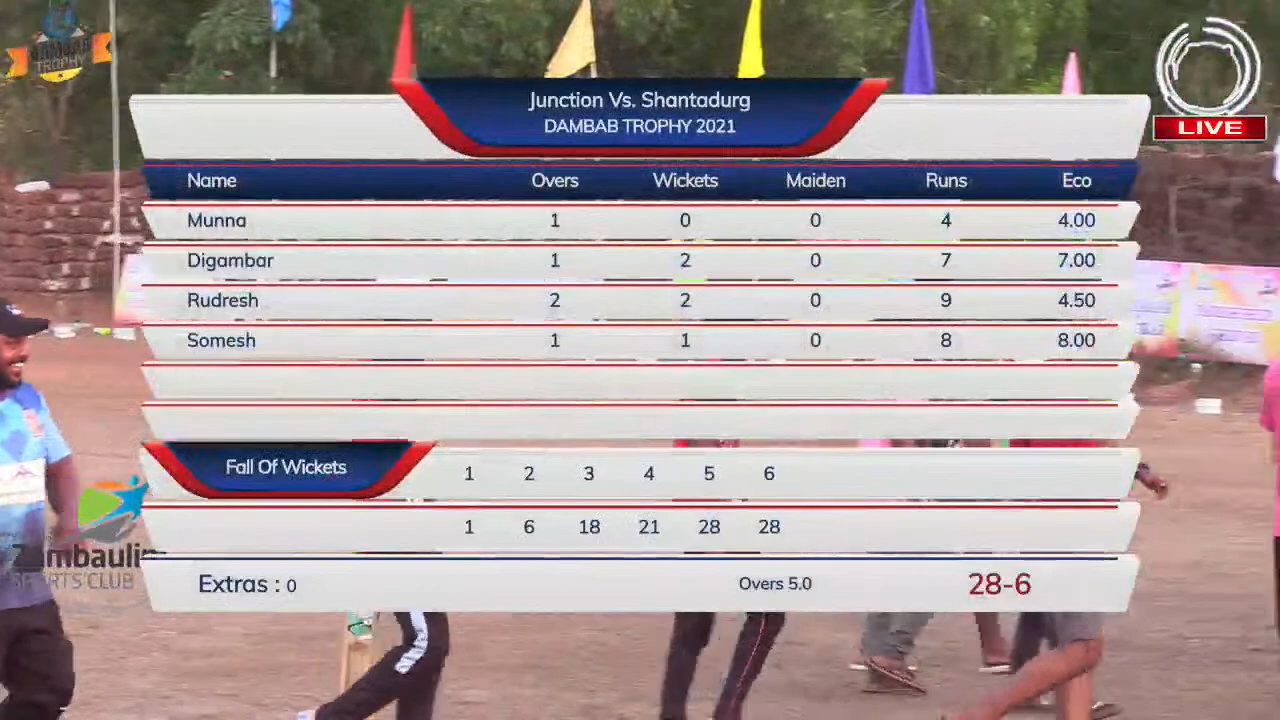 DAMBAB
TROPHY
LIVE
Junction Vs. Shantadurg
DAMBAB TROPHY 2021
Name Overs Wickets Maiden Runs Eco
Munna 1 0 0 4 4.00
Digambar 1 2 0 7 7.00
Rudresh 2 2 0 9 4.50
Somesh 1 1 0 8 8.00
Fall Of Wickets 1 2 3 4 5 6
1 6 18 21 28 28
Zambaulim
SPORTS CLUB
Extras : 0 Overs 5.0 28-6